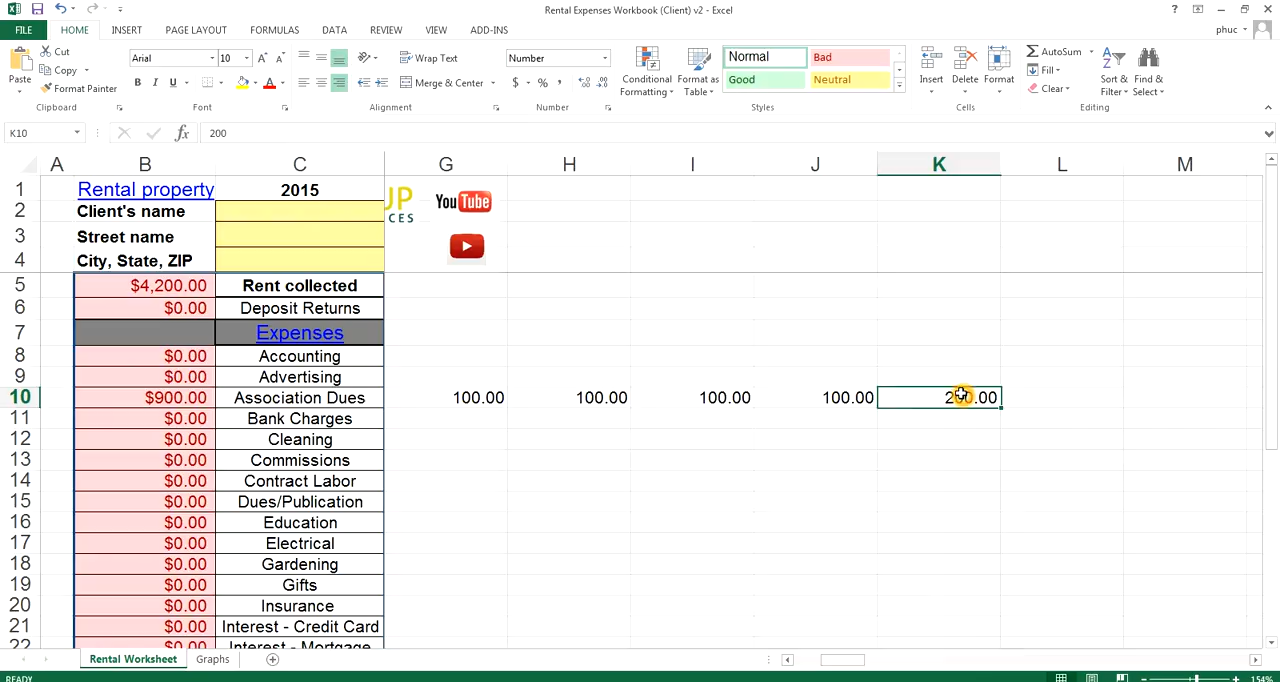 Rental Expenses Workbook (Client) v2 - Excel
FILE HOME INSERT PAGE LAYOUT FORMULAS DATA REVIEW VIEW ADD-INS phuc
Paste Cut Copy Format Painter
Arial 10
B I U
Wrap Text
Merge & Center
Number
$ % ,
Conditional Formatting
Format as Table
Normal Bad
Good Neutral
Insert Delete Format
AutoSum
Fill
Clear
Sort & Filter
Find & Select
Clipboard Font Alignment Number Styles Cells Editing
K10 fx 200
A B C G H I J K L M
1 Rental property 2015 UP YouTube
2 Client's name CES
3 Street name
4 City, State, ZIP
5 $4,200.00 Rent collected
6 $0.00 Deposit Returns
7 Expenses
8 $0.00 Accounting
9 $0.00 Advertising
10 $900.00 Association Dues 100.00 100.00 100.00 100.00 200.00
11 $0.00 Bank Charges
12 $0.00 Cleaning
13 $0.00 Commissions
14 $0.00 Contract Labor
15 $0.00 Dues/Publication
16 $0.00 Education
17 $0.00 Electrical
18 $0.00 Gardening
19 $0.00 Gifts
20 $0.00 Insurance
21 $0.00 Interest - Credit Card
22 $0.00 Interest - Mortgage
Rental Worksheet Graphs
READY 154%